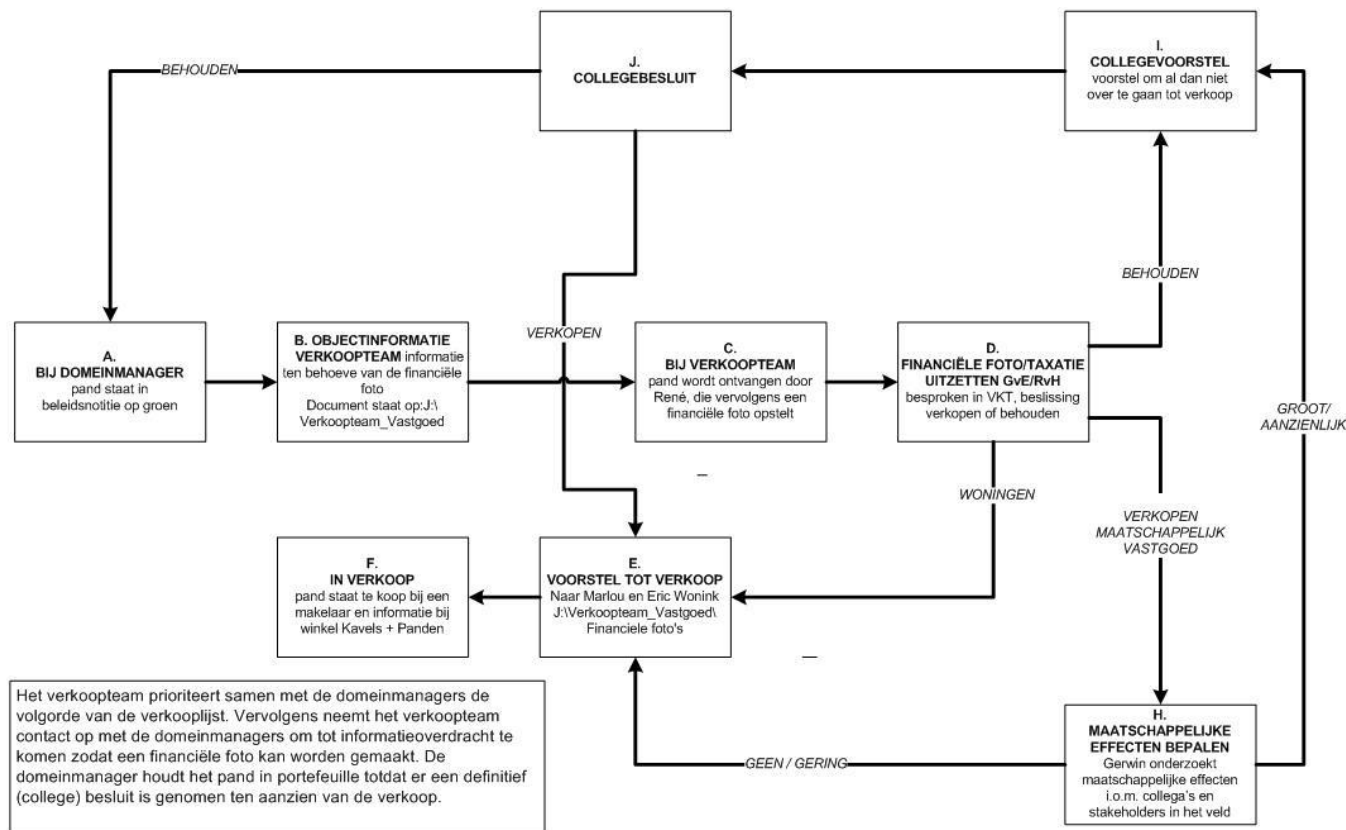 J.
COLLEGEBESLUIT
I.
COLLEGEVOORSTEL
voorstel om al dan niet
over te gaan tot verkoop
BEHOUDEN
BEHOUDEN
GROOT/
AANZIENLIJK
A.
BIJ DOMEINMANAGER
pand staat in
beleidsnotitie op groen
B. OBJECTINFORMATIE
VERKOOPTEAM informatie
ten behoeve van de financiële
foto
Document staat op:J:\
Verkoopteam_Vastgoed
VERKOPEN
C.
BIJ VERKOOPTEAM
pand wordt ontvangen door
René, die vervolgens een
financiële foto opstelt
D.
FINANCIËLE FOTO/TAXATIE
UITZETTEN GvE/RvH
besproken in VKT, beslissing
verkopen of behouden
WONINGEN
VERKOPEN
MAATSCHAPPELIJK
VASTGOED
F.
IN VERKOOP
pand staat te koop bij een
makelaar en informatie bij
winkel Kavels + Panden
E.
VOORSTEL TOT VERKOOP
Naar Marlou en Eric Wonink
J:\Verkoopteam_Vastgoed\
Financiele foto's
H.
MAATSCHAPPELIJKE
EFFECTEN BEPALEN
Gerwin onderzoekt
maatschappelijke effecten
i.o.m. collega's en
stakeholders in het veld
GEEN / GERING
Het verkoopteam prioriteert samen met de domeinmanagers de
volgorde van de verkooplijst. Vervolgens neemt het verkoopteam
contact op met de domeinmanagers om tot informatieoverdracht te
komen zodat een financiële foto kan worden gemaakt. De
domeinmanager houdt het pand in portefeuille totdat er een definitief
(college) besluit is genomen ten aanzien van de verkoop.